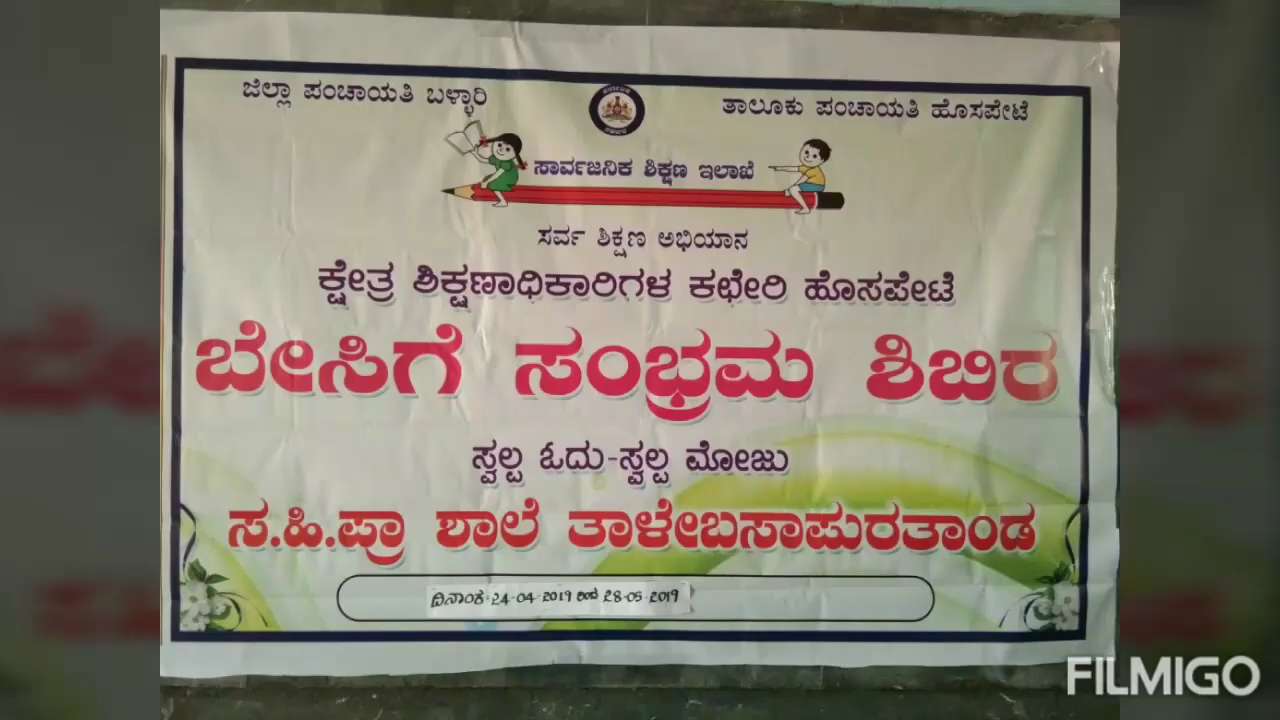 ಜಿಲ್ಲಾ ಪಂಚಾಯತಿ ಬಳ್ಳಾರಿ
ತಾಲೂಕು ಪಂಚಾಯತಿ ಹೊಸಪೇಟೆ
ಸಾರ್ವಜನಿಕ ಶಿಕ್ಷಣ ಇಲಾಖೆ
ಸರ್ವ ಶಿಕ್ಷಣ ಅಭಿಯಾನ
ಕ್ಷೇತ್ರ ಶಿಕ್ಷಣಾಧಿಕಾರಿಗಳ ಕಛೇರಿ ಹೊಸಪೇಟೆ
ಬೇಸಿಗೆ ಸಂಭ್ರಮ ಶಿಬಿರ
ಸ್ವಲ್ಪ ಓದು-ಸ್ವಲ್ಪ ಮೋಜು
ಸ.ಹಿ.ಪ್ರಾ ಶಾಲೆ ತಾಳೇಬಸಾಪುರತಾಂಡ
ದಿನಾಂಕ: 24-04-2019 ರಿಂದ 28-05-2019
FILMIGO